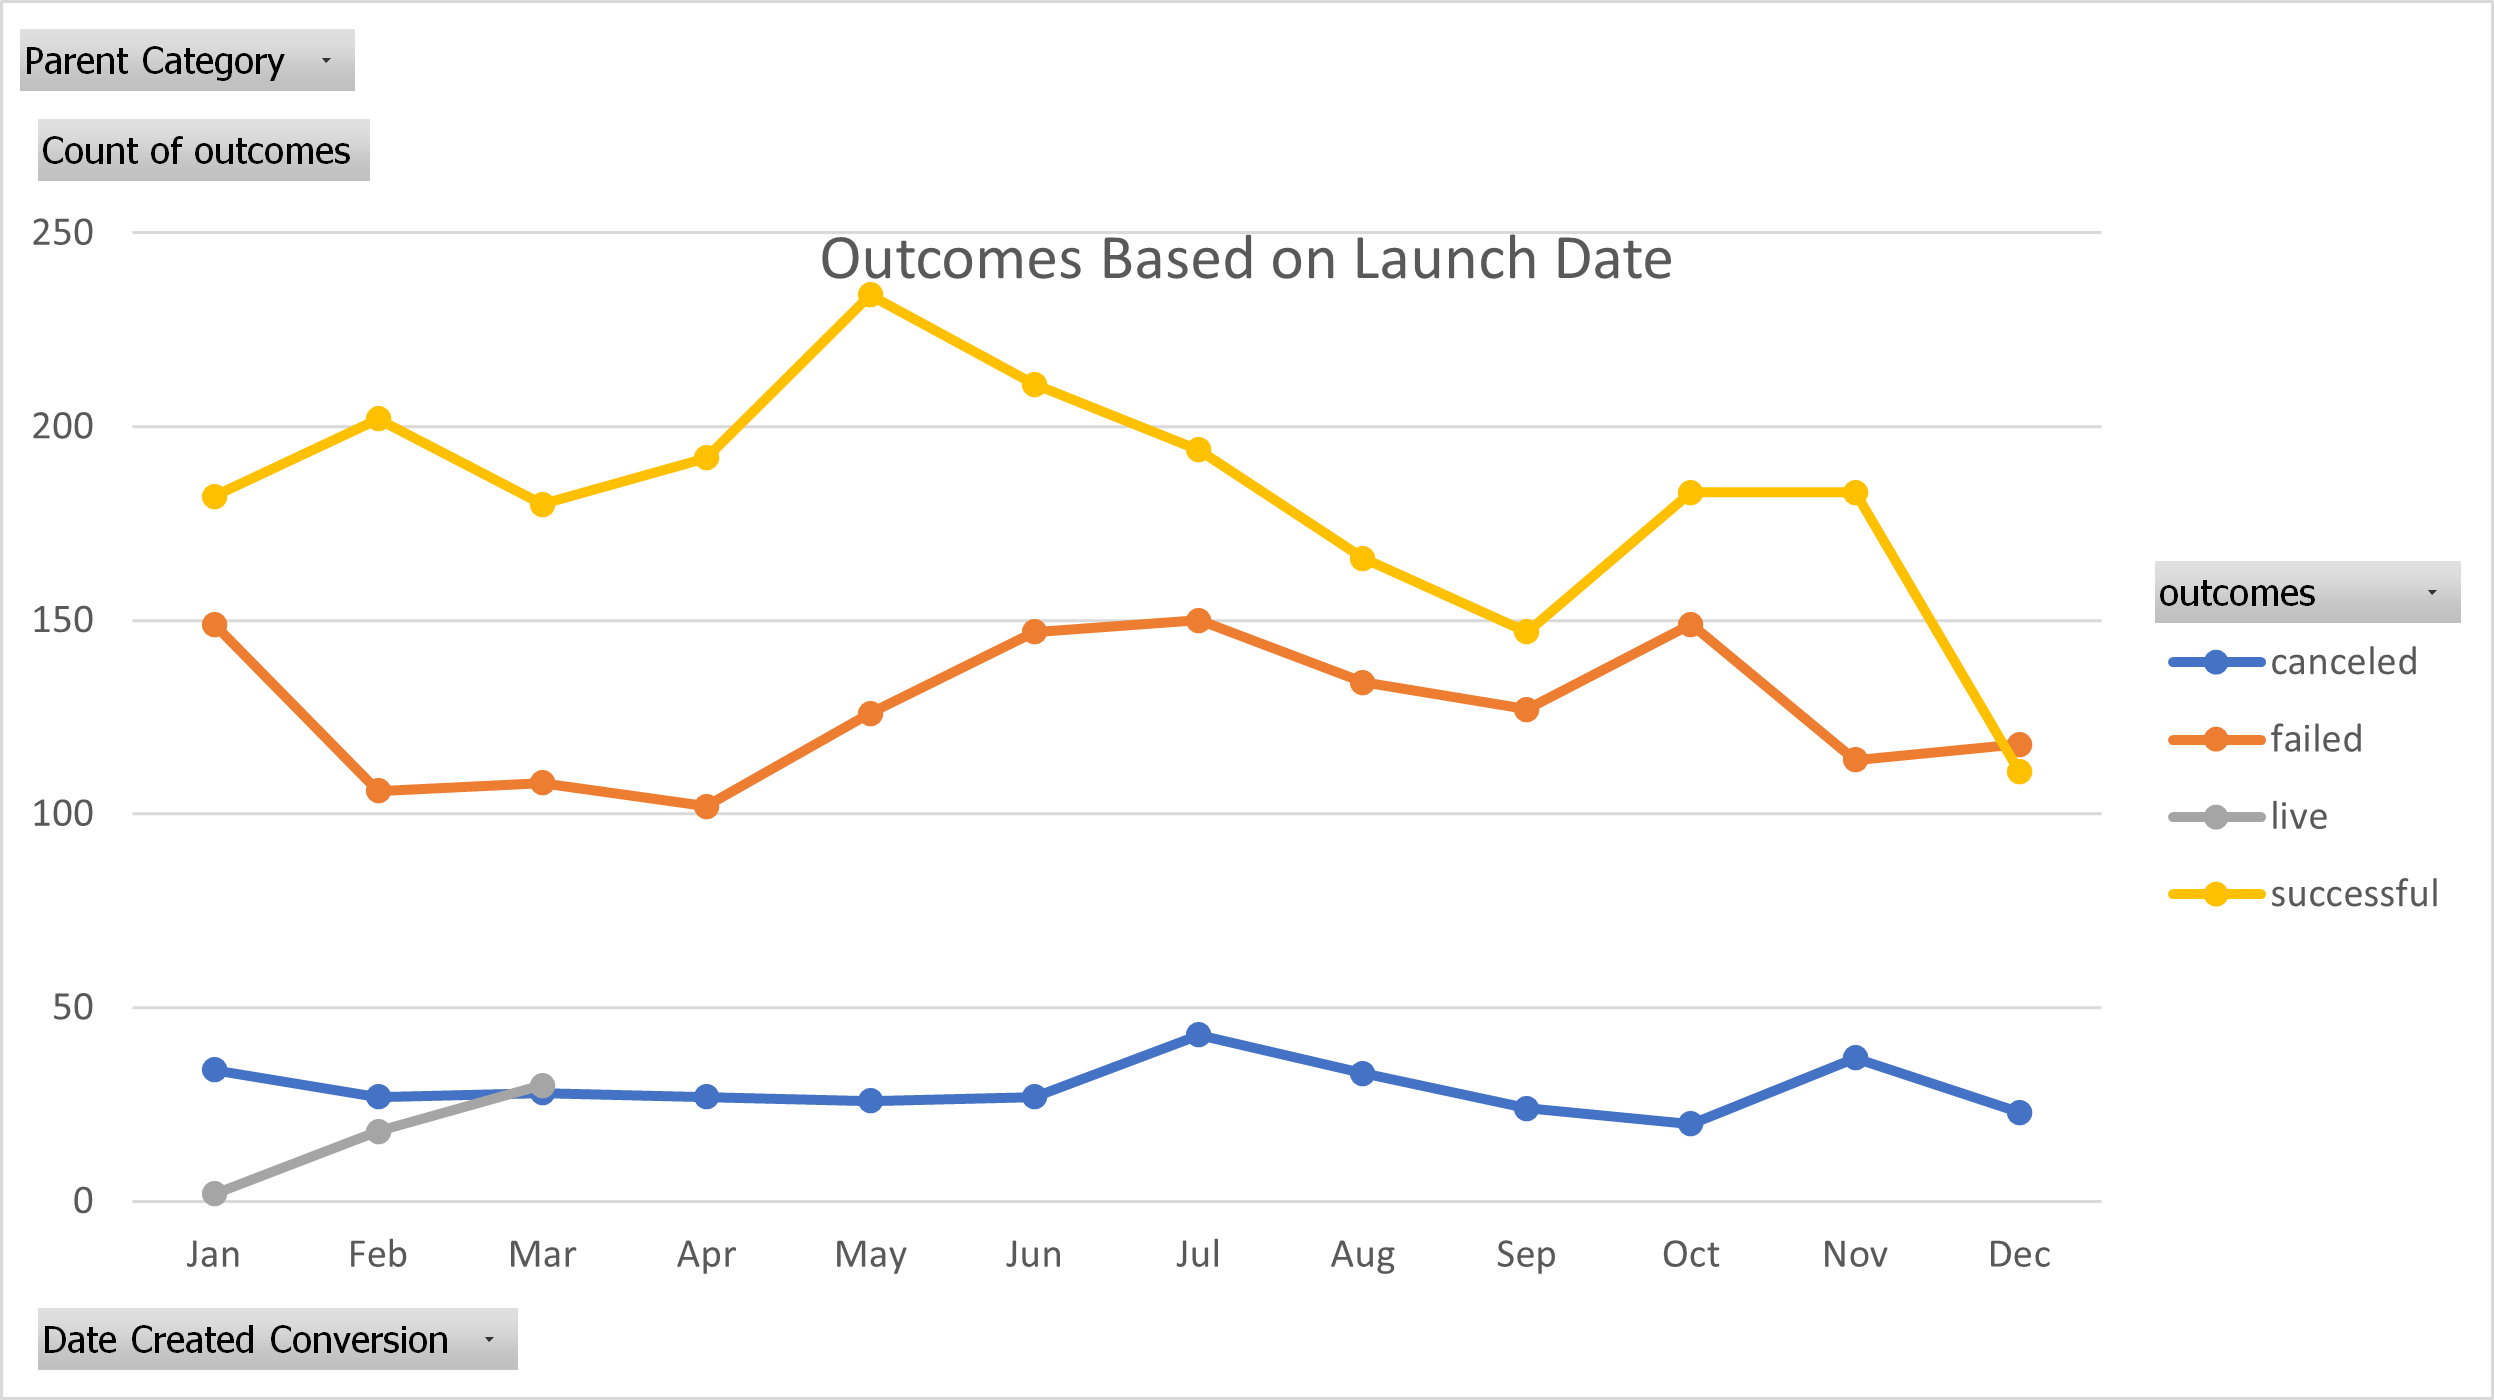 Parent Category
Count of outcomes
Outcomes Based on Launch Date
250
200
150
100
50
0
Jan Feb Mar Apr May Jun Jul Aug Sep Oct Nov Dec
outcomes
canceled
failed
live
successful
Date Created Conversion